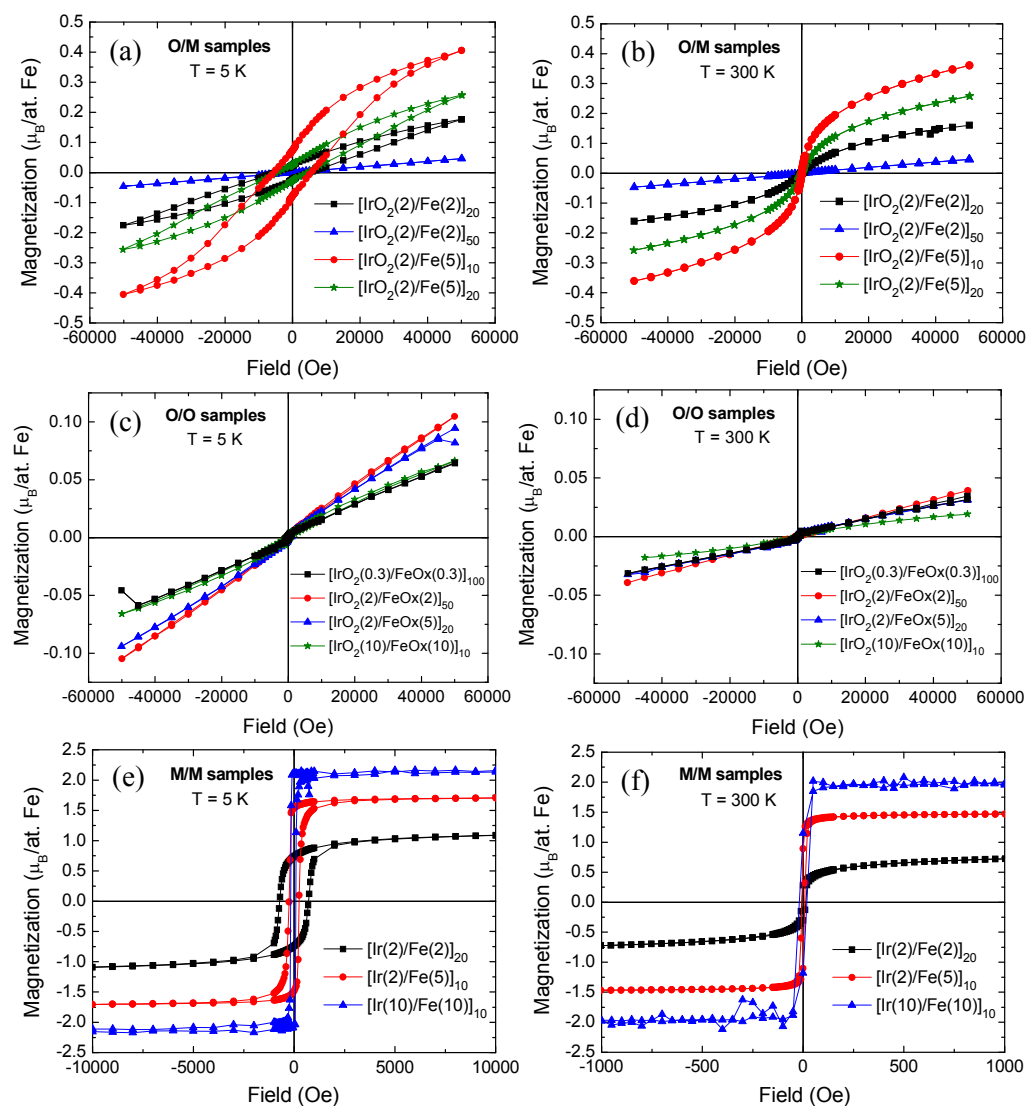 (a)
O/M samples
T = 5 K
0.5
0.4
0.3
0.2
0.1
0.0
-0.1
-0.2
-0.3
-0.4
-0.5
Magnetization (μB/at. Fe)
[IrO2(2)/Fe(2)]20
[IrO2(2)/Fe(2)]50
[IrO2(2)/Fe(5)]10
[IrO2(2)/Fe(5)]20
-60000 -40000 -20000 0 20000 40000 60000
Field (Oe)
(b)
O/M samples
T = 300 K
0.5
0.4
0.3
0.2
0.1
0.0
-0.1
-0.2
-0.3
-0.4
-0.5
Magnetization (μB/at. Fe)
[IrO2(2)/Fe(2)]20
[IrO2(2)/Fe(2)]50
[IrO2(2)/Fe(5)]10
[IrO2(2)/Fe(5)]20
-60000 -40000 -20000 0 20000 40000 60000
Field (Oe)
(c)
O/O samples
T = 5 K
0.10
0.05
0.00
-0.05
-0.10
Magnetization (μB/at. Fe)
[IrO2(0.3)/FeOx(0.3)]100
[IrO2(2)/FeOx(2)]50
[IrO2(2)/FeOx(5)]20
[IrO2(10)/FeOx(10)]10
-60000 -40000 -20000 0 20000 40000 60000
Field (Oe)
(d)
O/O samples
T = 300 K
0.10
0.05
0.00
-0.05
-0.10
Magnetization (μB/at. Fe)
[IrO2(0.3)/FeOx(0.3)]100
[IrO2(2)/FeOx(2)]50
[IrO2(2)/FeOx(5)]20
[IrO2(10)/FeOx(10)]10
-60000 -40000 -20000 0 20000 40000 60000
Field (Oe)
(e)
M/M samples
T = 5 K
2.5
2.0
1.5
1.0
0.5
0.0
-0.5
-1.0
-1.5
-2.0
-2.5
Magnetization (μB/at. Fe)
[Ir(2)/Fe(2)]20
[Ir(2)/Fe(5)]10
[Ir(10)/Fe(10)]10
-10000 -5000 0 5000 10000
Field (Oe)
(f)
M/M samples
T = 300 K
2.5
2.0
1.5
1.0
0.5
0.0
-0.5
-1.0
-1.5
-2.0
-2.5
Magnetization (μB/at. Fe)
[Ir(2)/Fe(2)]20
[Ir(2)/Fe(5)]10
[Ir(10)/Fe(10)]10
-1000 -500 0 500 1000
Field (Oe)